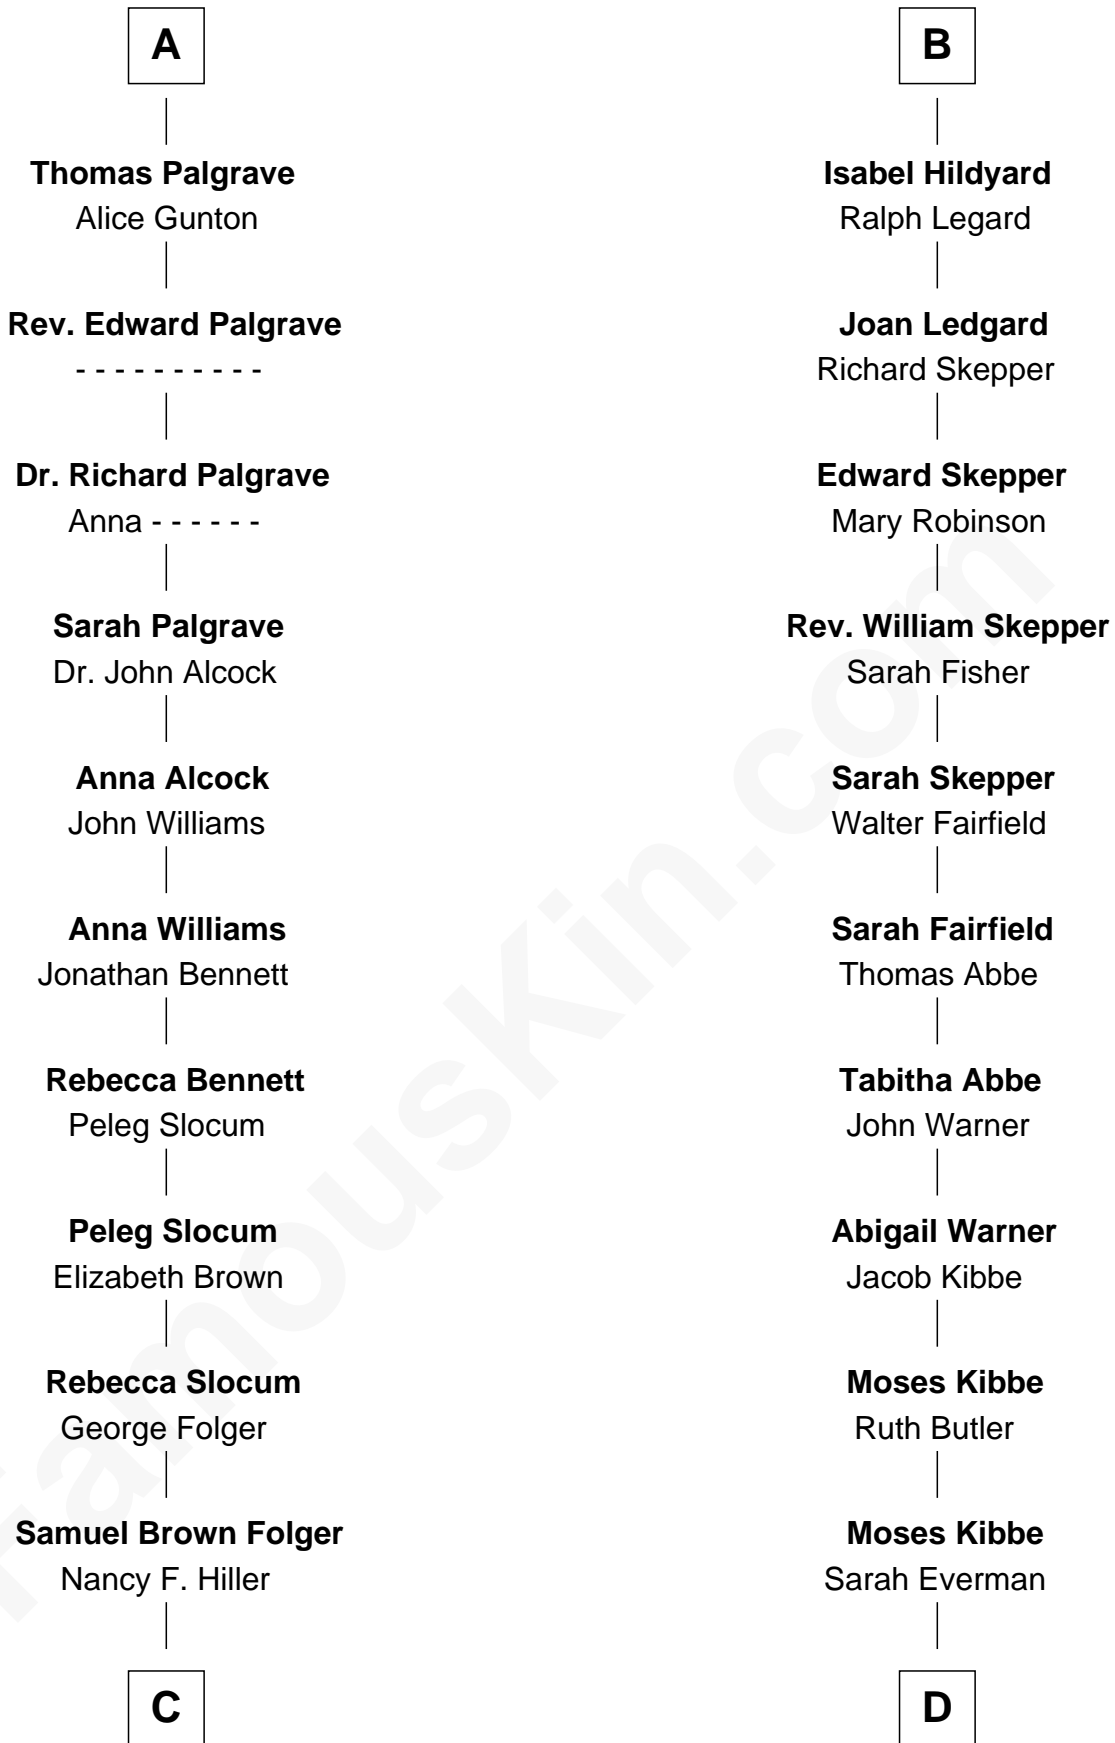 A
Thomas Palgrave
Alice Gunton
Rev. Edward Palgrave
- - - - - - - - - -
Dr. Richard Palgrave
Anna - - - - - -
Sarah Palgrave
Dr. John Alcock
Anna Alcock
John Williams
Anna Williams
Jonathan Bennett
Rebecca Bennett
Peleg Slocum
Peleg Slocum
Elizabeth Brown
Rebecca Slocum
George Folger
Samuel Brown Folger
Nancy F. Hiller
C
B
Isabel Hildyard
Ralph Legard
Joan Ledgard
Richard Skepper
Edward Skepper
Mary Robinson
Rev. William Skepper
Sarah Fisher
Sarah Skepper
Walter Fairfield
Sarah Fairfield
Thomas Abbe
Tabitha Abbe
John Warner
Abigail Warner
Jacob Kibbe
Moses Kibbe
Ruth Butler
Moses Kibbe
Sarah Everman
D
FamousKin.com